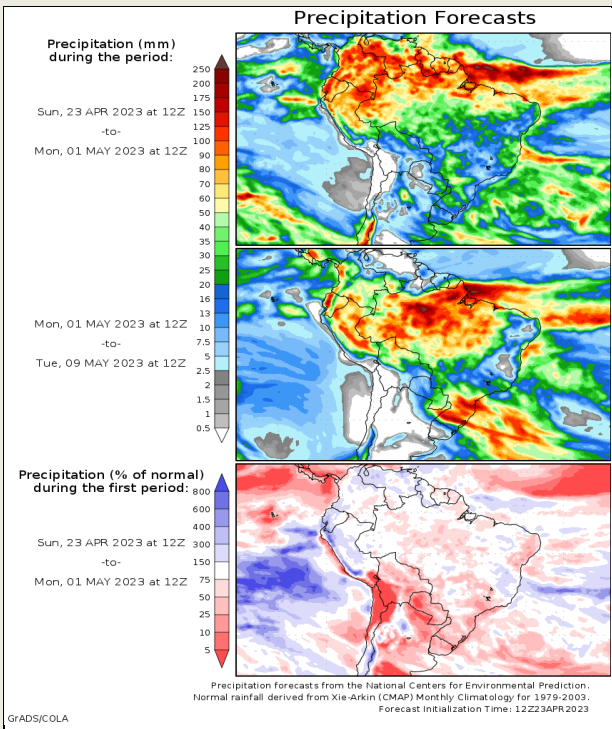 Precipitation Forecasts
Precipitation (mm)
during the period:
Sun, 23 APR 2023 at 12Z
-to-
Mon, 01 MAY 2023 at 12Z
250
200
175
150
125
100
90
80
70
60
50
40
35
30
25
20
16
13
10
7.5
5
2.5
2
1.5
1
0.5
Mon, 01 MAY 2023 at 12Z
-to-
Tue, 09 MAY 2023 at 12Z
Precipitation (% of normal)
during the first period:
Sun, 23 APR 2023 at 12Z
-to-
Mon, 01 MAY 2023 at 12Z
800
600
400
300
150
75
50
25
10
5
Precipitation forecasts from the National Centers for Environmental Prediction.
Normal rainfall derived from Xie-Arkin (CMAP) Monthly Climatology for 1979-2003.
Forecast Initialization Time: 12Z23APR2023
GrADS/COLA